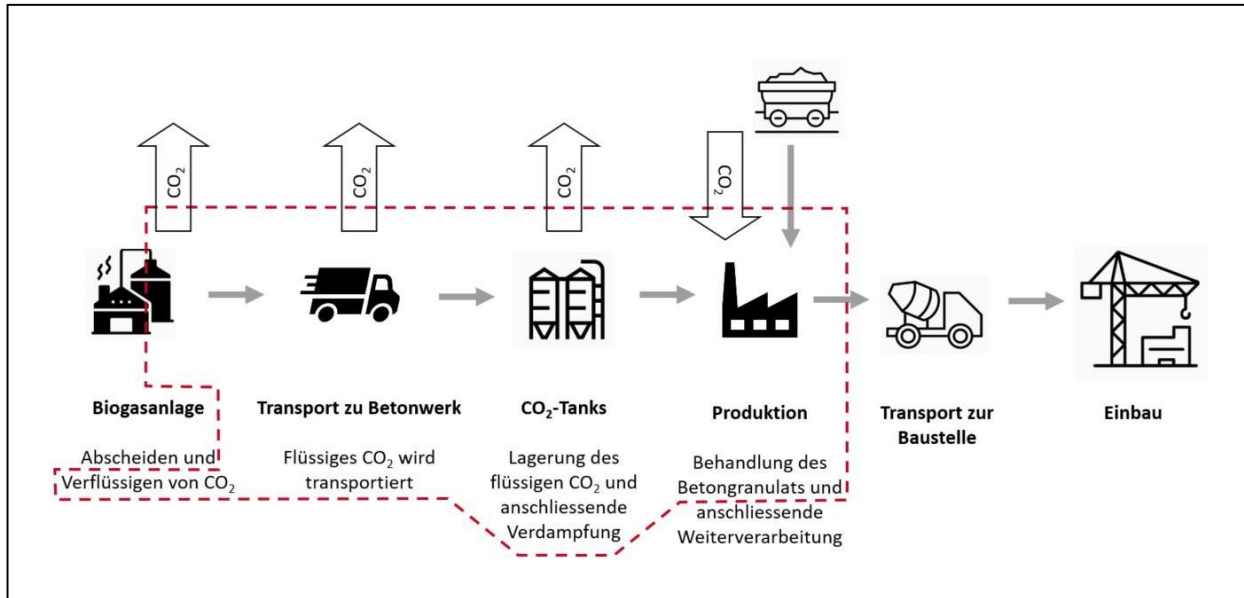 CO₂
CO₂
CO₂
CO₂
Biogasanlage
Abscheiden und
Verflüssigen von CO₂
Transport zu Betonwerk
Flüssiges CO₂ wird
transportiert
CO₂-Tanks
Lagerung des
flüssigen CO₂ und
anschliessende
Verdampfung
Produktion
Behandlung des
Betongranulats und
anschliessende
Weiterverarbeitung
Transport zur
Baustelle
Einbau